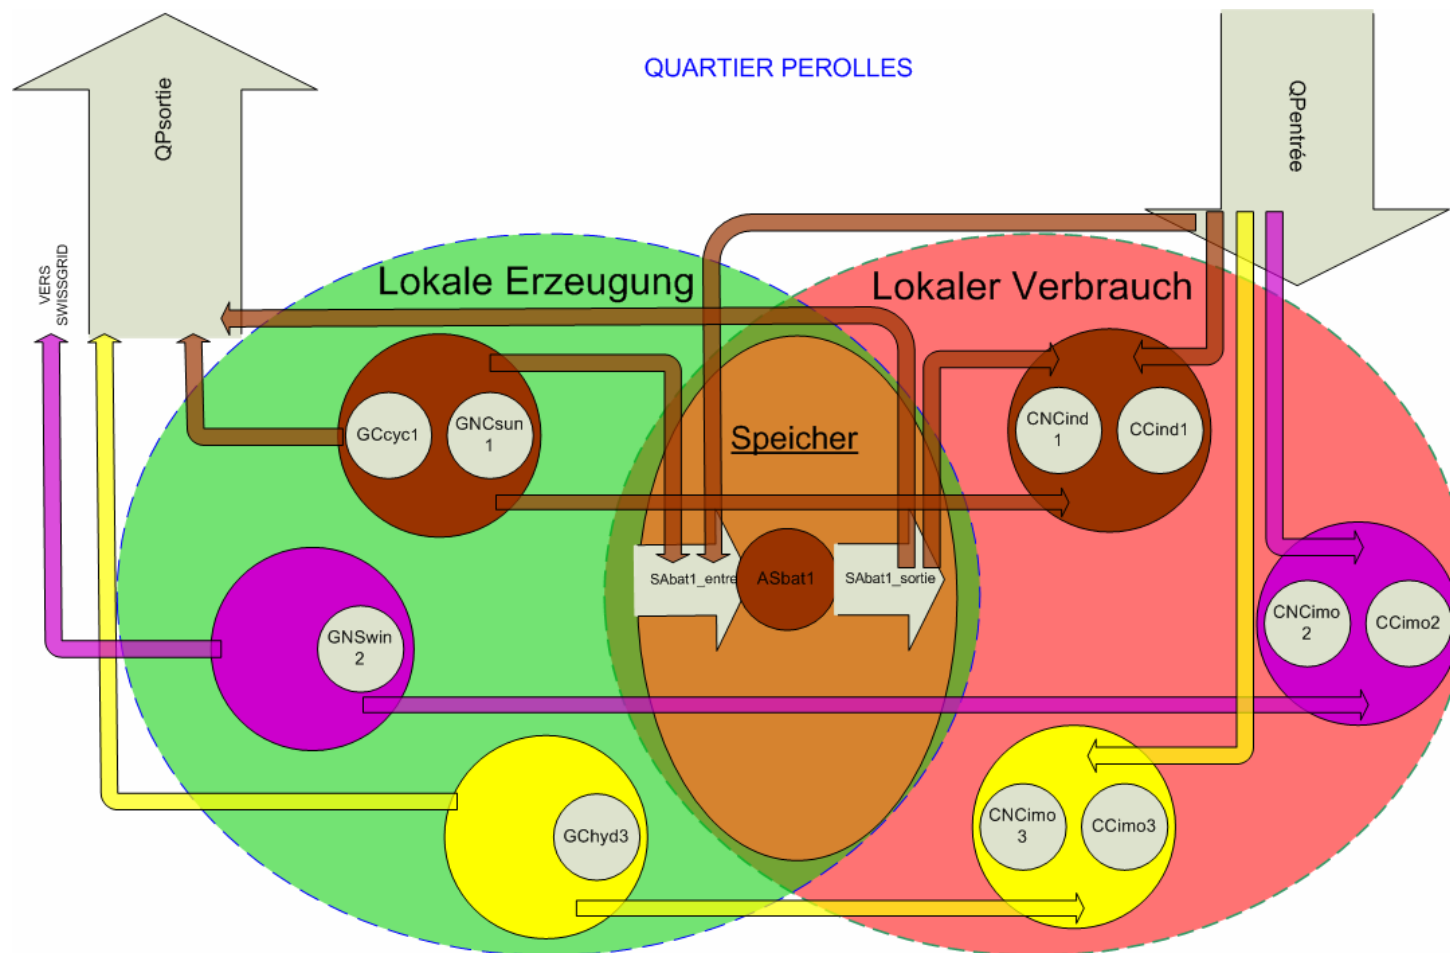 QUARTIER PEROLLES
QPsortie
QPentrée
VERS
SWISSGRID
Lokale Erzeugung
Lokaler Verbrauch
GCcyc1
GNCsun
1
Speicher
CNCind
1
CCind1
SAbat1_entre
ASbat1
SAbat1_sortie
GNSwin
2
CNCimo
2
CCimo2
GChyd3
CNCimo
3
CCimo3